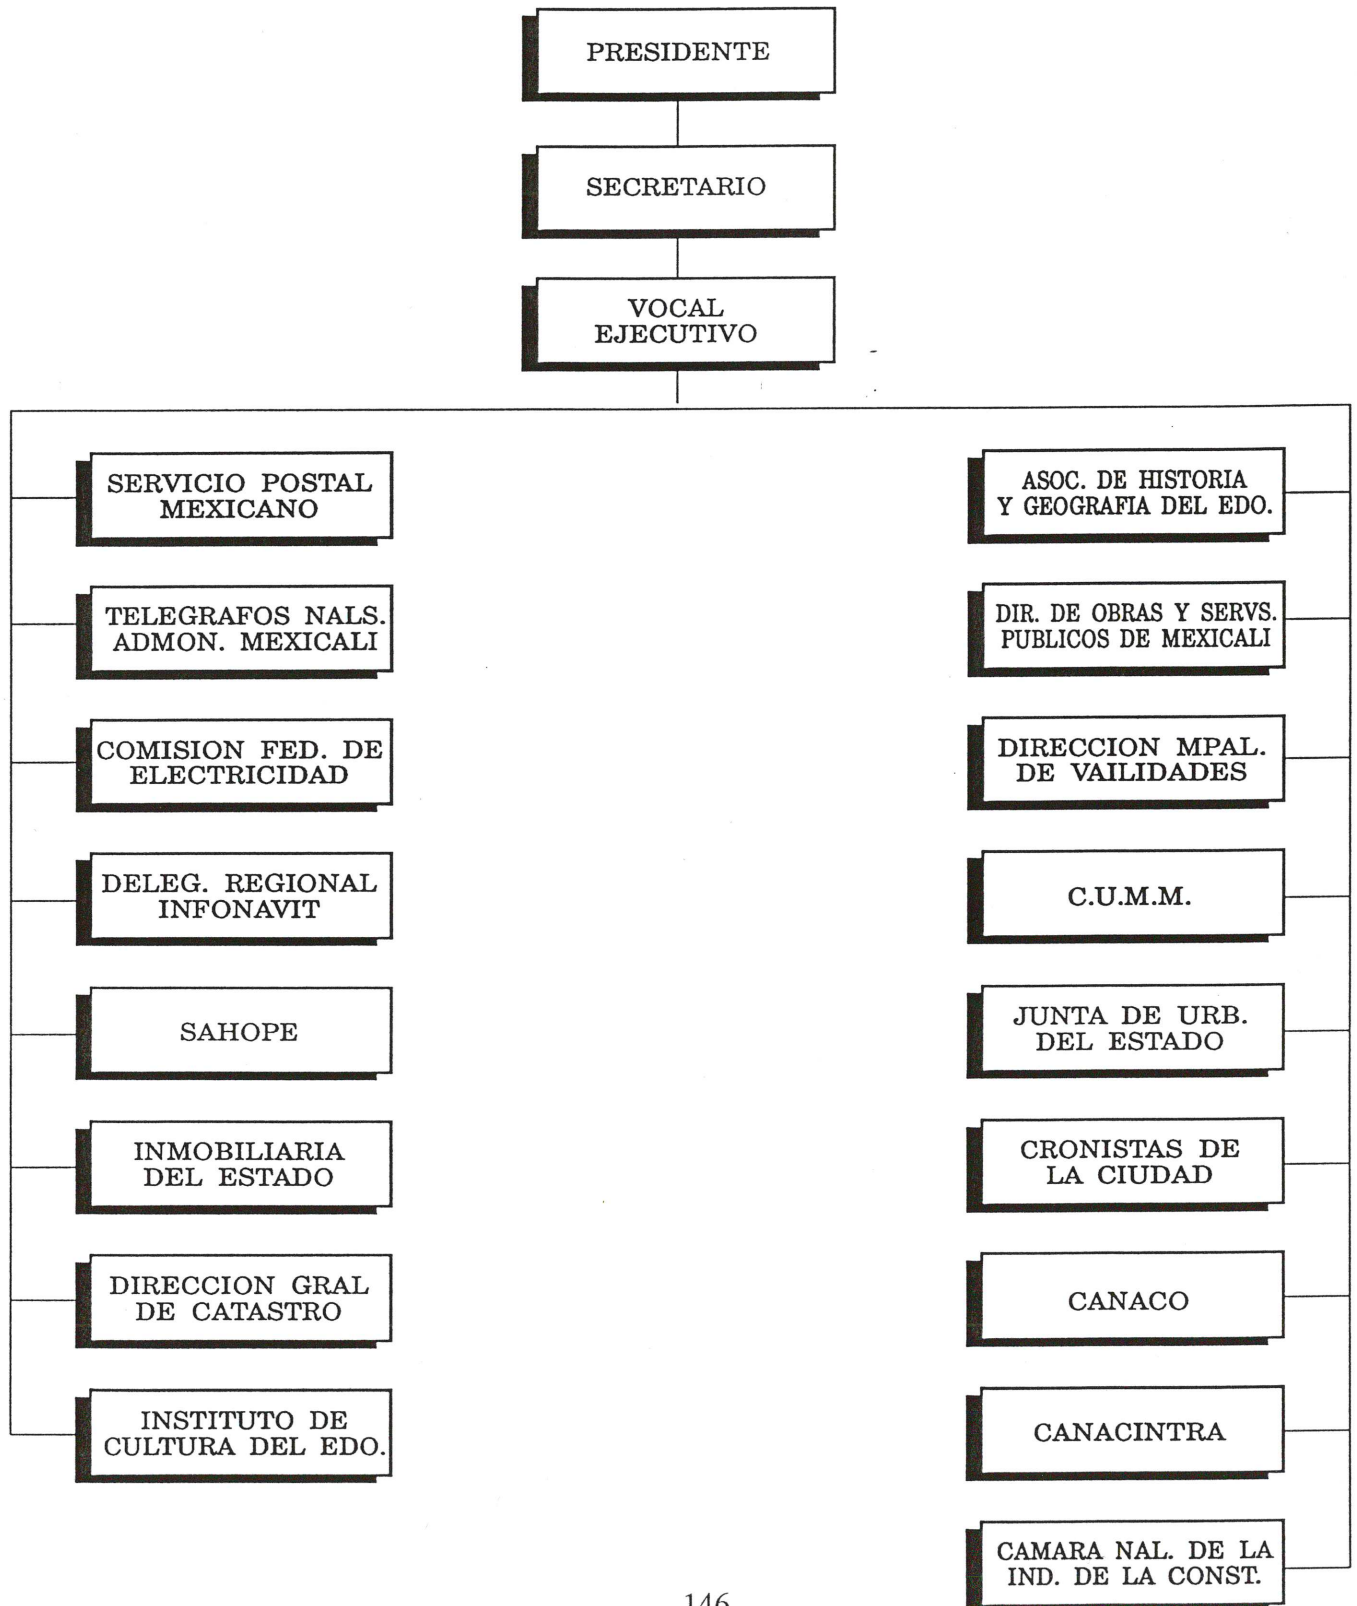 PRESIDENTE
SECRETARIO
VOCAL
EJECUTIVO
SERVICIO POSTAL
MEXICANO
TELEGRAFOS NALS.
ADMON. MEXICALI
COMISION FED. DE
ELECTRICIDAD
DELEG. REGIONAL
INFONAVIT
SAHOPE
INMOBILIARIA
DEL ESTADO
DIRECCION GRAL
DE CATASTRO
INSTITUTO DE
CULTURA DEL EDO.
ASOC. DE HISTORIA
Y GEOGRAFIA DEL EDO.
DIR. DE OBRAS Y SERVS.
PUBLICOS DE MEXICALI
DIRECCION MPAL.
DE VAILIDADES
C.U.M.M.
JUNTA DE URB.
DEL ESTADO
CRONISTAS DE
LA CIUDAD
CANACO
CANACINTRA
CAMARA NAL. DE LA
IND. DE LA CONST.
146